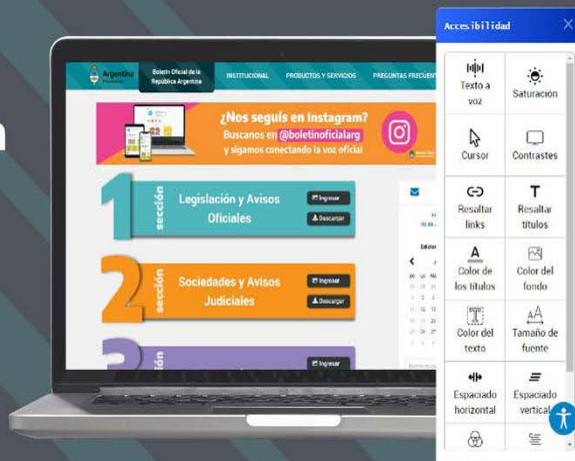 Argentina
Boletín Oficial de la
República Argentina
INSTITUCIONAL
PRODUCTOS Y SERVICIOS
PREGUNTAS FRECUENT
¿Nos seguís en Instagram?
Buscanos en @boletinoficialarg
y sigamos conectando la voz oficial
1
sección
Legislación y Avisos
Oficiales
Ingresar
Descargar
2
sección
Sociedades y Avisos
Judiciales
Ingresar
Descargar
3
Ingresar
Accesibilidad
Texto a
voz
Saturación
Cursor
Contrastes
Resaltar
links
Resaltar
títulos
Color de
los títulos
Color del
fondo
Color del
texto
Tamaño de
fuente
Espaciado
horizontal
Espaciado
vertical